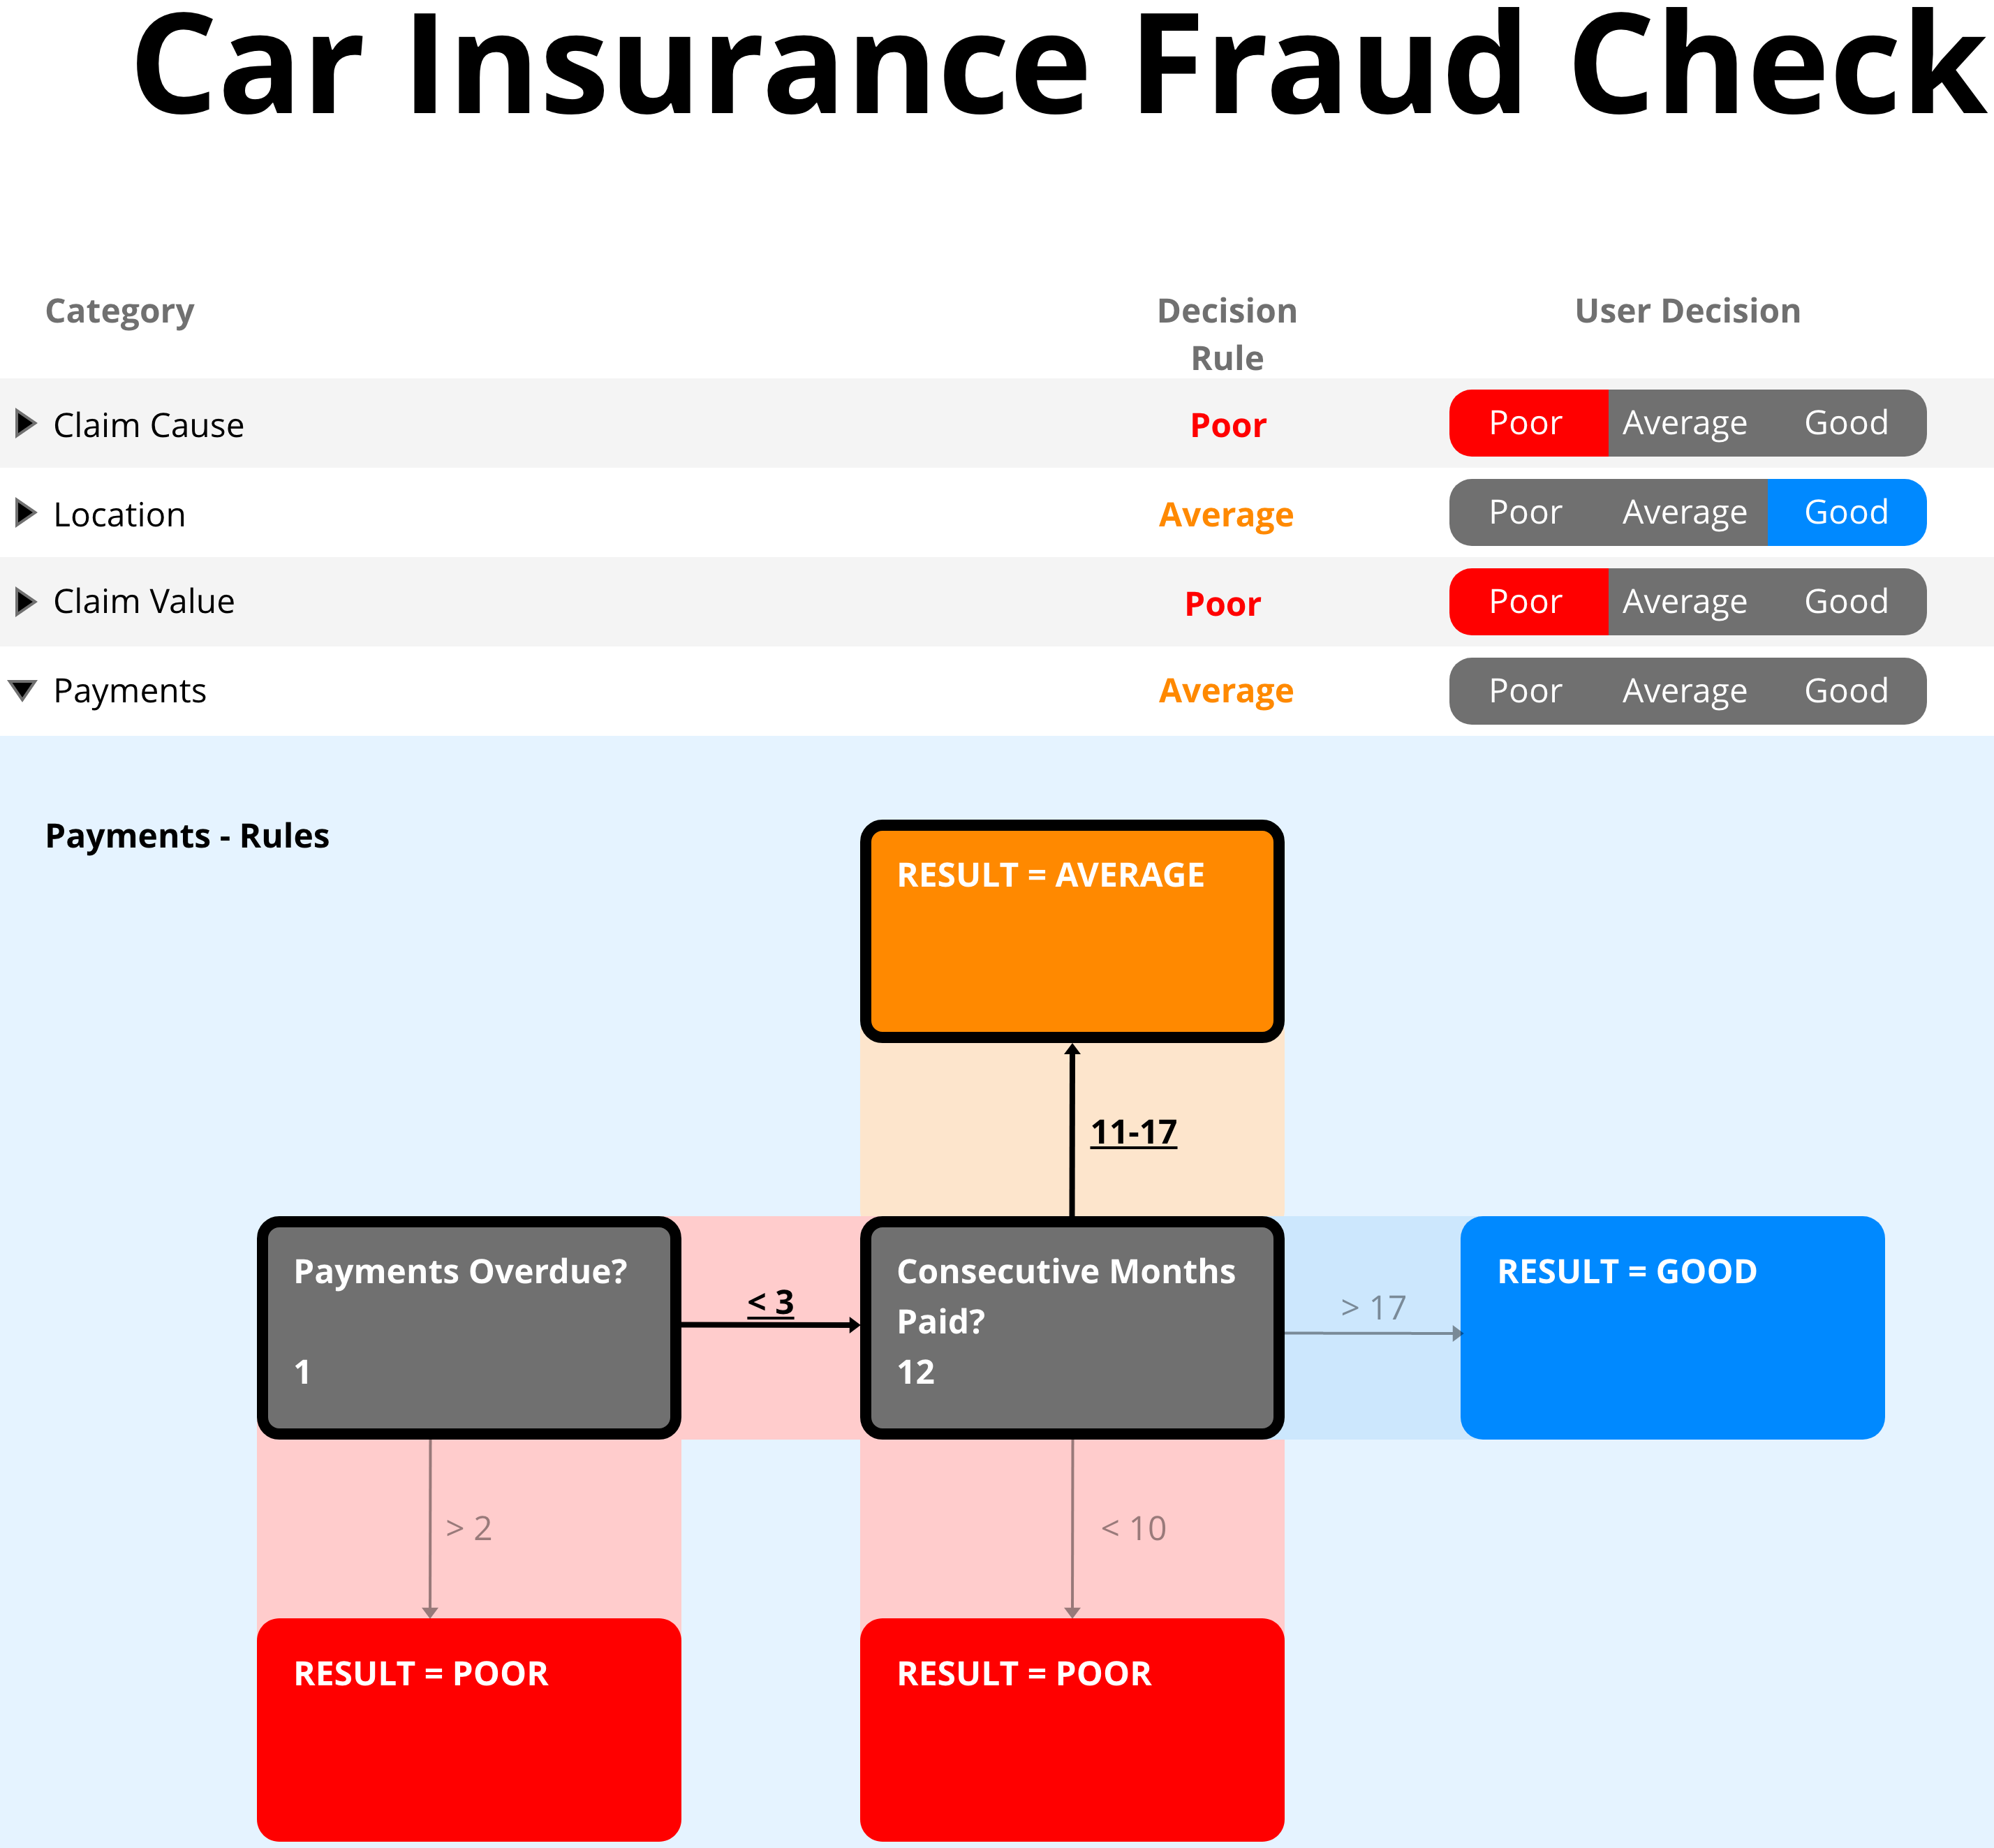 Car Insurance Fraud Check
Category
Decision
Rule
User Decision
Claim Cause
Poor
Poor
Average
Good
Location
Average
Poor
Average
Good
Claim Value
Poor
Poor
Average
Good
Payments
Average
Poor
Average
Good
Payments - Rules
RESULT = AVERAGE
11-17
Payments Overdue?
1
< 3
Consecutive Months
Paid?
12
> 17
RESULT = GOOD
> 2
< 10
RESULT = POOR
RESULT = POOR